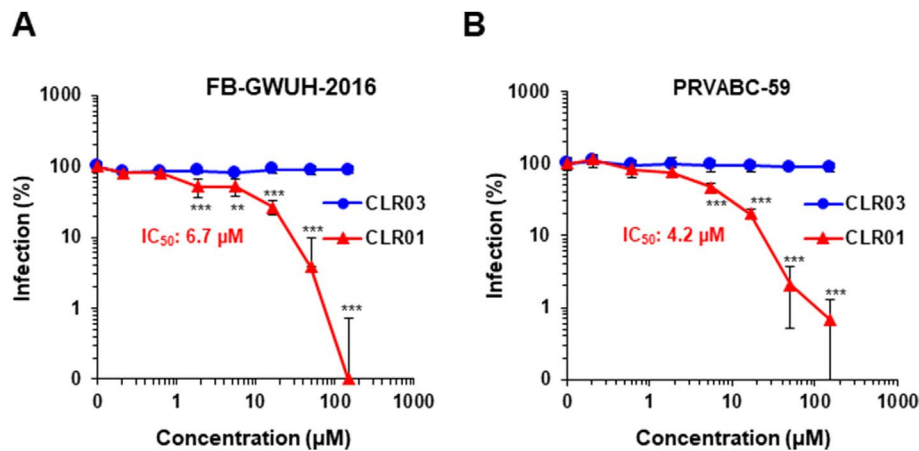 A
FB-GWUH-2016
1000
100
10
1
0
Infection (%)
CLR03
CLR01
***
**
***
***
***
IC50: 6.7 µM
0
1
10
100
1000
Concentration (µM)
B
PRVABC-59
1000
100
10
1
0
Infection (%)
CLR03
CLR01
***
***
***
***
IC50: 4.2 µM
0
1
10
100
1000
Concentration (µM)